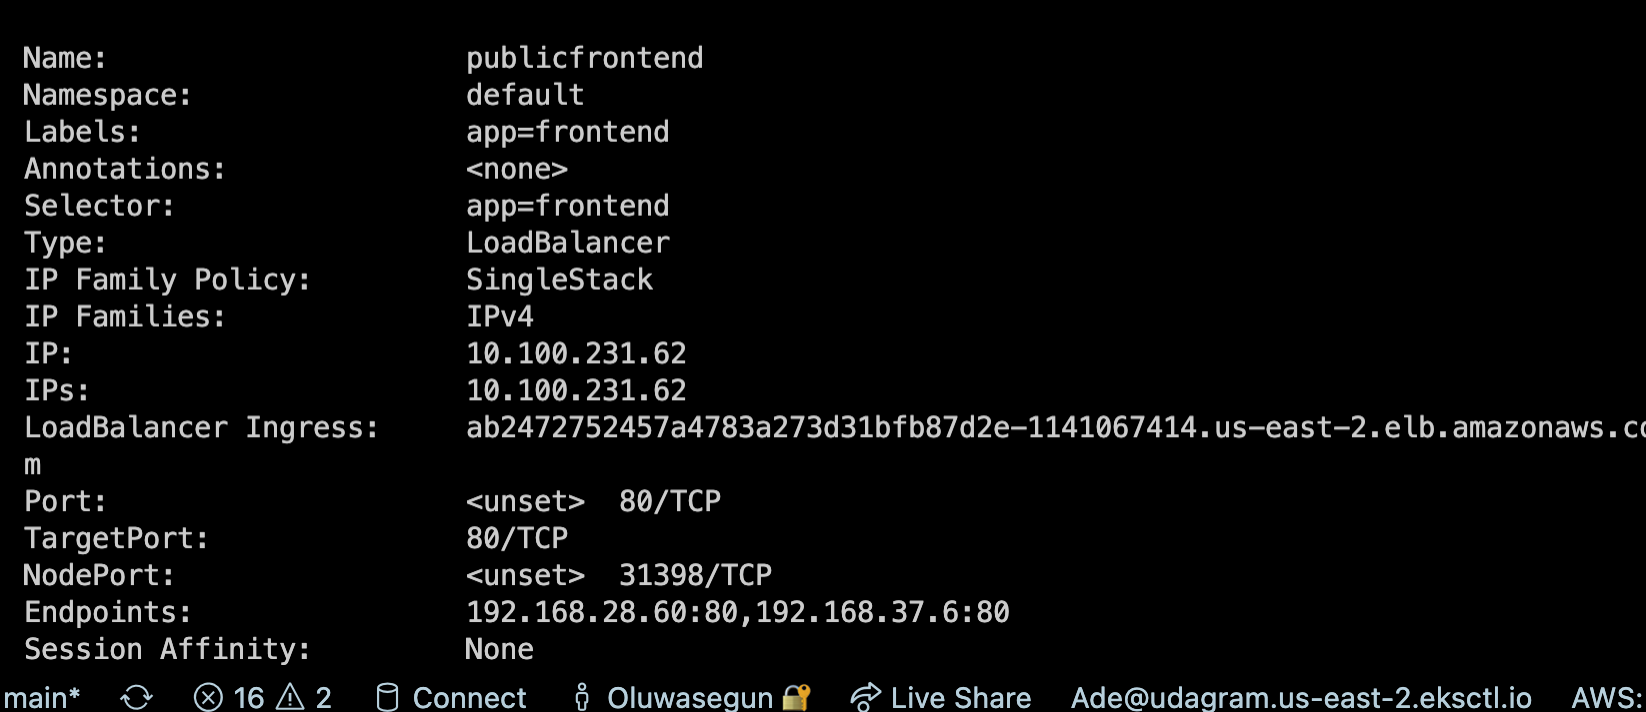 Name: publicfrontend
Namespace: default
Labels: app=frontend
Annotations: <none>
Selector: app=frontend
Type: LoadBalancer
IP Family Policy: SingleStack
IP Families: IPv4
IP: 10.100.231.62
IPs: 10.100.231.62
LoadBalancer Ingress: ab2472752457a4783a273d31bfb87d2e-1141067414.us-east-2.elb.amazonaws.co
m
Port: <unset> 80/TCP
TargetPort: 80/TCP
NodePort: <unset> 31398/TCP
Endpoints: 192.168.28.60:80,192.168.37.6:80
Session Affinity: None
main* 16 2 Connect Oluwasegun Live Share Ade@udagram.us-east-2.eksctl.io AWS: